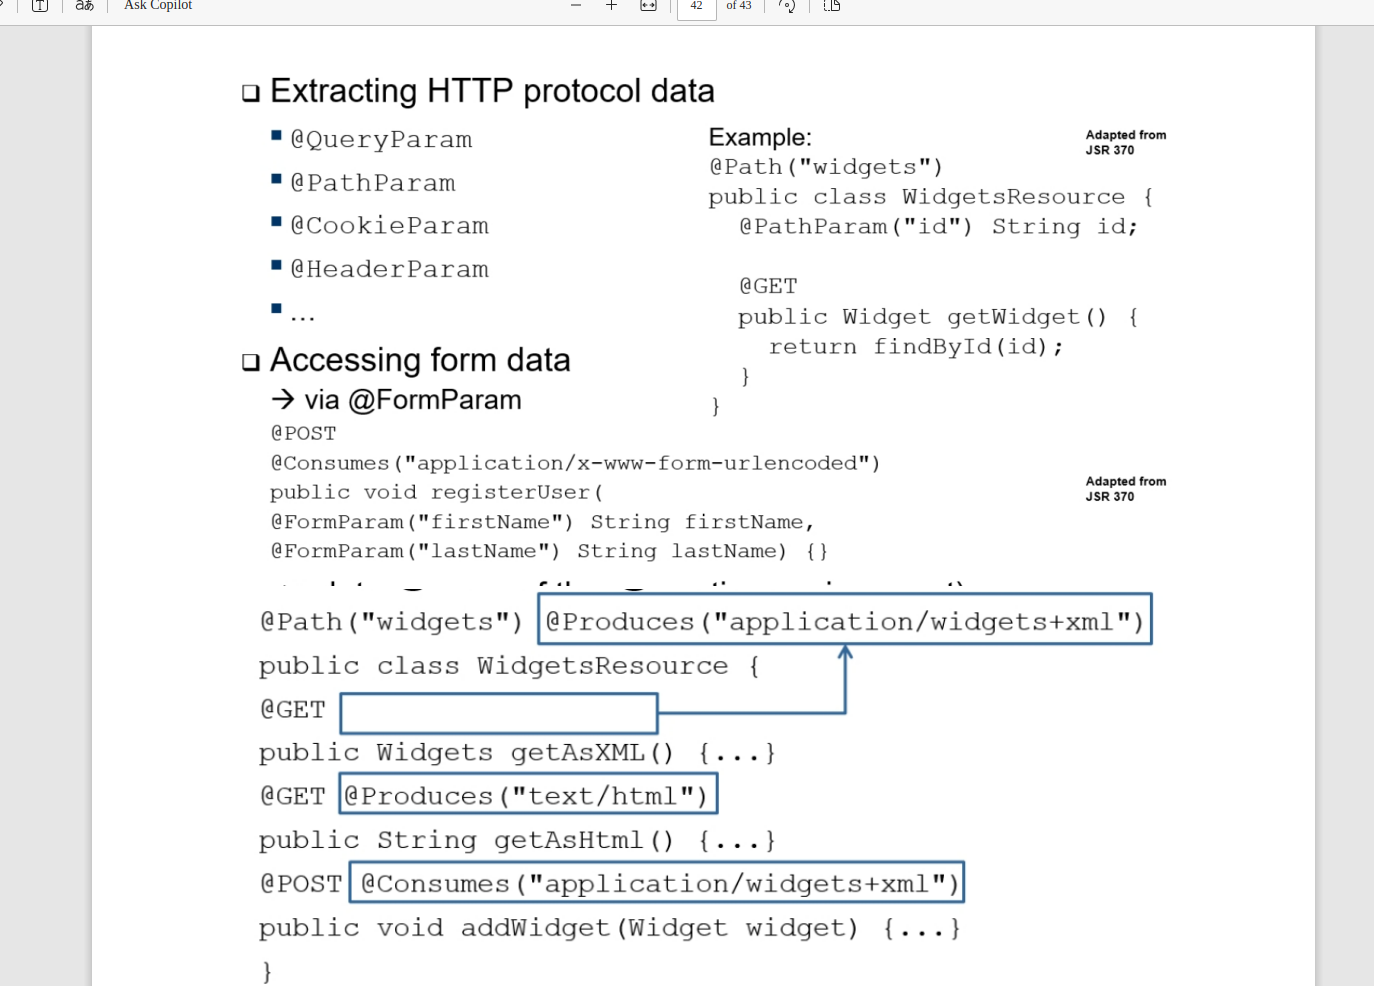 Ask Copilot
42 of 43
Extracting HTTP protocol data
@QueryParam
@PathParam
@CookieParam
@HeaderParam
...
Example:
Adapted from
JSR 370
@Path("widgets")
public class WidgetsResource {
@PathParam("id") String id;
@GET
public Widget getWidget() {
return findById(id);
}
}
Accessing form data
→ via @FormParam
@POST
@Consumes("application/x-www-form-urlencoded")
public void registerUser(
@FormParam("firstName") String firstName,
@FormParam("lastName") String lastName) {}
Adapted from
JSR 370
@Path("widgets") @Produces("application/widgets+xml")
public class WidgetsResource {
@GET
public Widgets getAsXML() {...}
@GET @Produces("text/html")
public String getAsHtml() {...}
@POST @Consumes("application/widgets+xml")
public void addWidget(Widget widget) {...}
}